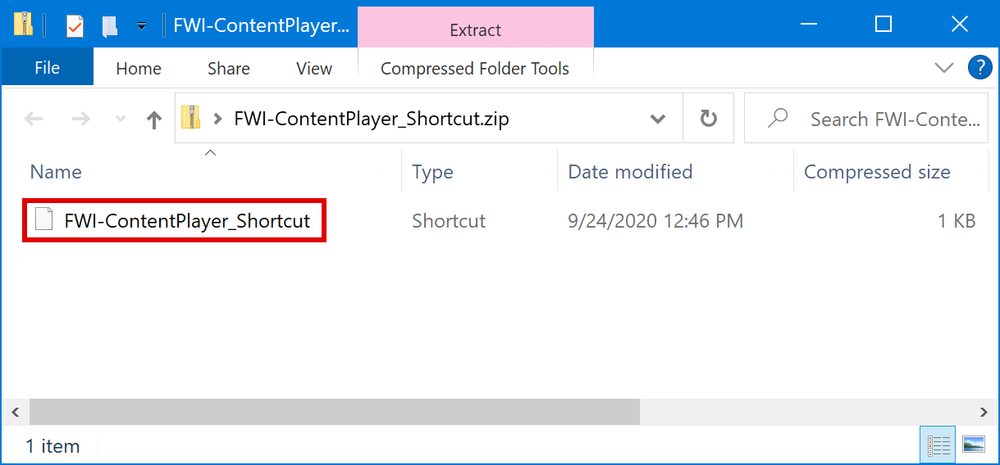 FWI-ContentPlayer... Extract
File Home Share View Compressed Folder Tools ?
FWI-ContentPlayer_Shortcut.zip Search FWI-Conte...
Name Type Date modified Compressed size
FWI-ContentPlayer_Shortcut Shortcut 9/24/2020 12:46 PM 1 KB
1 item